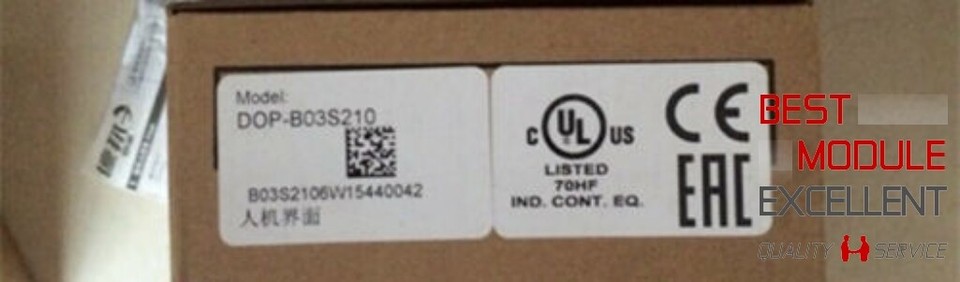 Model:
DOP-B03S210
B03S2106W15440042
人机界面
C UL US
®
LISTED
70HF
IND. CONT. EQ.
CE
EAC
BEST
MODULE
EXCELLENT
QUALITY SERVICE